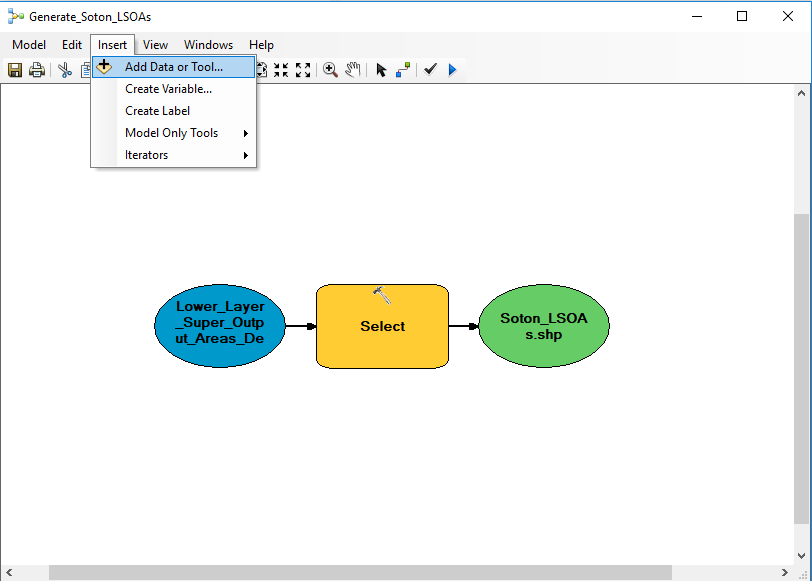 Generate_Soton_LSOAs
Model Edit Insert View Windows Help
Add Data or Tool...
Create Variable...
Create Label
Model Only Tools
Iterators
Lower_Layer
_Super_Outp
ut_Areas_De
Select
Soton_LSOA
s.shp